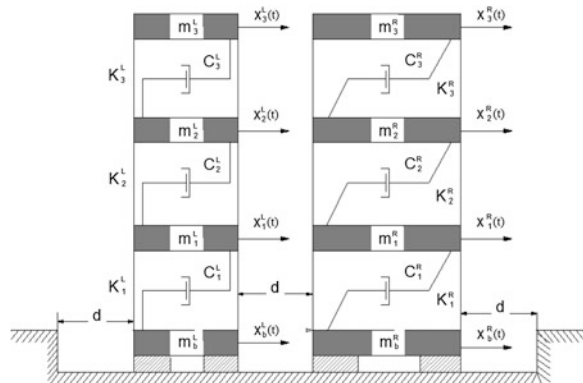 m₃ᴸ X₃ᴸ(t) m₃ᴿ X₃ᴿ(t)
K₃ᴸ C₃ᴸ C₃ᴿ K₃ᴿ
m₂ᴸ X₂ᴸ(t) m₂ᴿ X₂ᴿ(t)
K₂ᴸ C₂ᴸ C₂ᴿ K₂ᴿ
m₁ᴸ X₁ᴸ(t) m₁ᴿ X₁ᴿ(t)
K₁ᴸ C₁ᴸ C₁ᴿ K₁ᴿ
d d d
m_bᴸ X_bᴸ(t) m_bᴿ X_bᴿ(t)